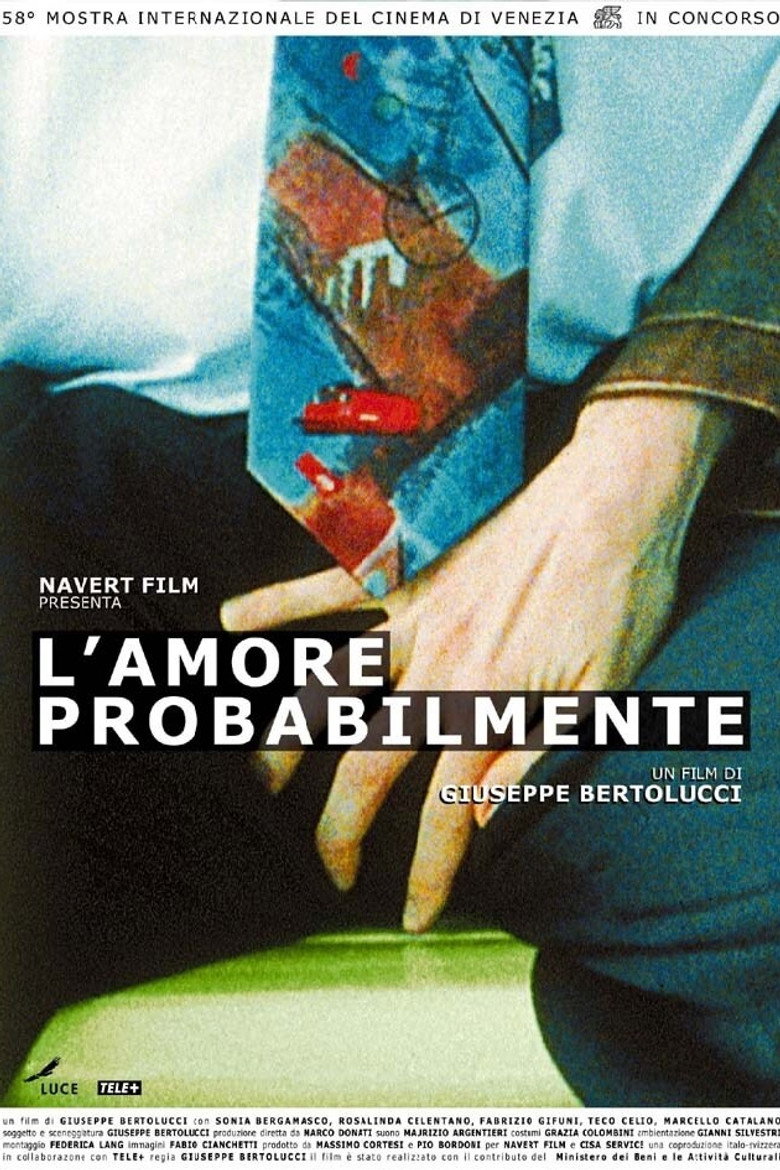 58° MOSTRA INTERNAZIONALE DEL CINEMA DI VENEZIA IN CONCORSO
NAVERT FILM
PRESENTA
L'AMORE
PROBABILMENTE
UN FILM DI
GIUSEPPE BERTOLUCCI
LUCE TELE+
un film di GIUSEPPE BERTOLUCCI con SONIA BERGAMASCO, ROSALINDA CELENTANO, FABRIZIO GIFUNI, TECO CELIO, MARCELLO CATALANO
soggetto e sceneggiatura GIUSEPPE BERTOLUCCI produzione diretta da MARCO DONATI suono MAURIZIO ARGENTIERI costumi GRAZIA COLOMBINI ambientazione GIANNI SILVESTRI
montaggio FEDERICA LANG immagini FABIO CIANCHETTI prodotto da MASSIMO CORTESI e PIO BORDONI per NAVERT FILM e CISA SERVICE una coproduzione italo-svizzera
in collaborazione con TELE+ regia GIUSEPPE BERTOLUCCI il film è stato realizzato con il contributo del Ministero dei Beni e le Attività Cultural